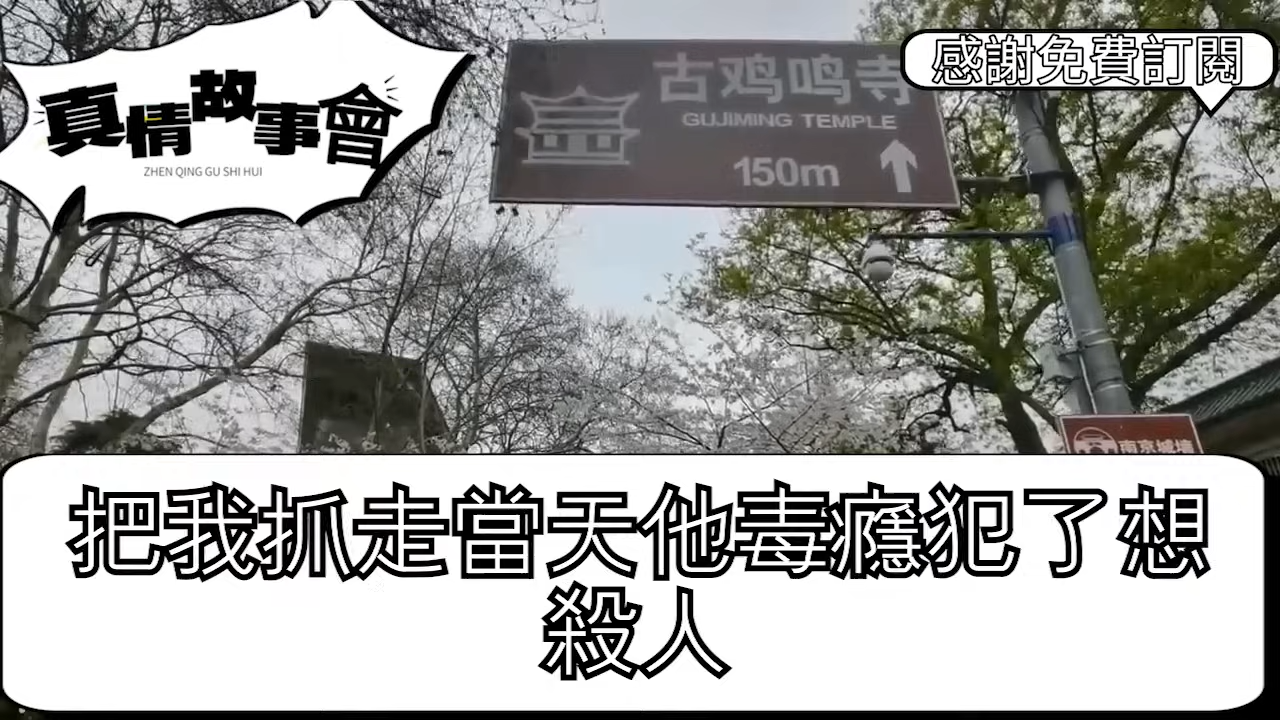 真情故事會
ZHEN QING GU SHI HUI
感謝免費訂閱
古鸡鸣寺
GUJIMING TEMPLE
150m
南京城墙
把我抓走當天他毒癮犯了想
殺人